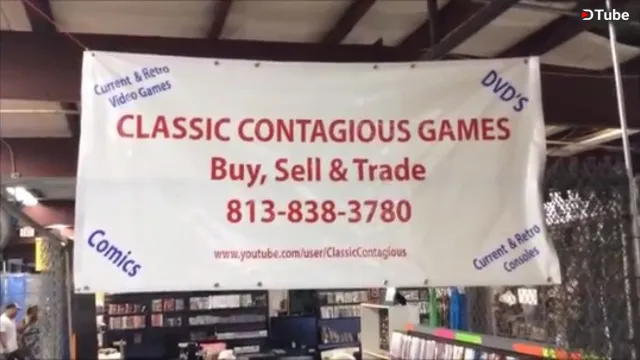 DTube
Current & Retro
Video Games
DVD'S
CLASSIC CONTAGIOUS GAMES
Buy, Sell & Trade
813-838-3780
www.youtube.com/user/ClassicContagious
Comics
Current & Retro
Consoles